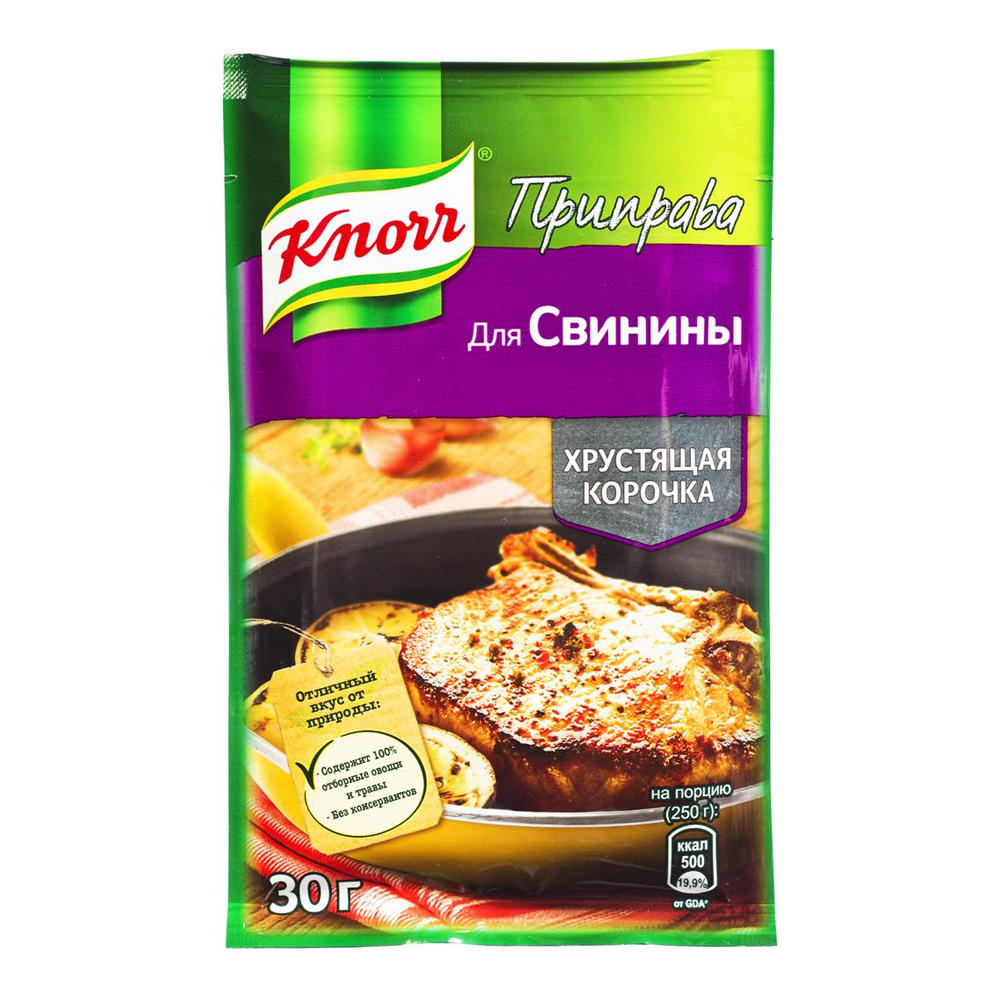 Knorr®
Приправа
Для Свинины
ХРУСТЯЩАЯ
КОРОЧКА
Отличный
вкус от
природы:
- Содержит 100%
отборные овощи
и травы
- Без консервантов
на порцию
(250 г):
ккал
500
19,9%
от GDA*
30 г